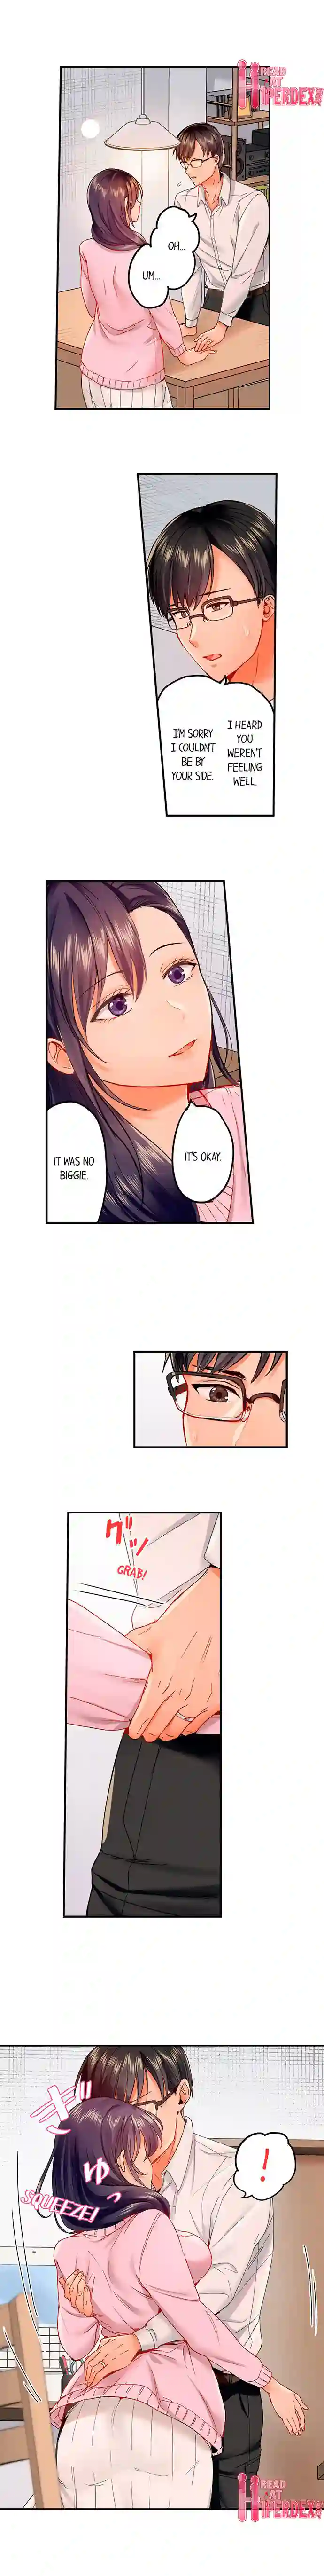 READ
AT
HIPERDEX
OH...
UM...
I HEARD
YOU
WEREN'T
FEELING
WELL.
I'M SORRY
I COULDN'T
BE BY
YOUR SIDE.
IT'S OKAY.
IT WAS NO
BIGGIE.
グッ
GRAB!
ぎゅ
SQUEEZE!
!
READ
AT
HIPERDEX